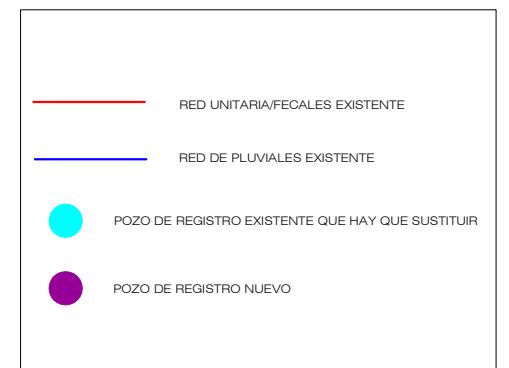 RED UNITARIA/FECALES EXISTENTE
RED DE PLUVIALES EXISTENTE
POZO DE REGISTRO EXISTENTE QUE HAY QUE SUSTITUIR
POZO DE REGISTRO NUEVO